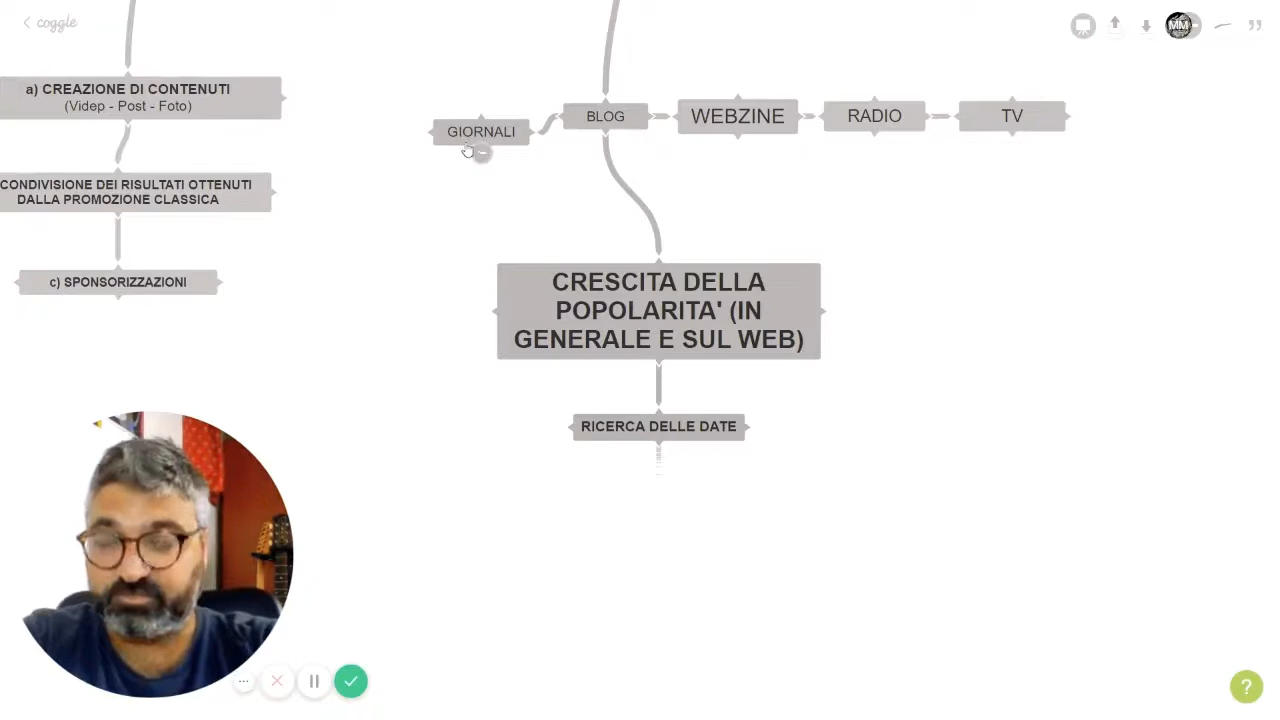 coggle
MM
a) CREAZIONE DI CONTENUTI
(Videp - Post - Foto)
GIORNALI
BLOG
WEBZINE
RADIO
TV
CONDIVISIONE DEI RISULTATI OTTENUTI
DALLA PROMOZIONE CLASSICA
c) SPONSORIZZAZIONI
CRESCITA DELLA
POPOLARITA' (IN
GENERALE E SUL WEB)
RICERCA DELLE DATE
?